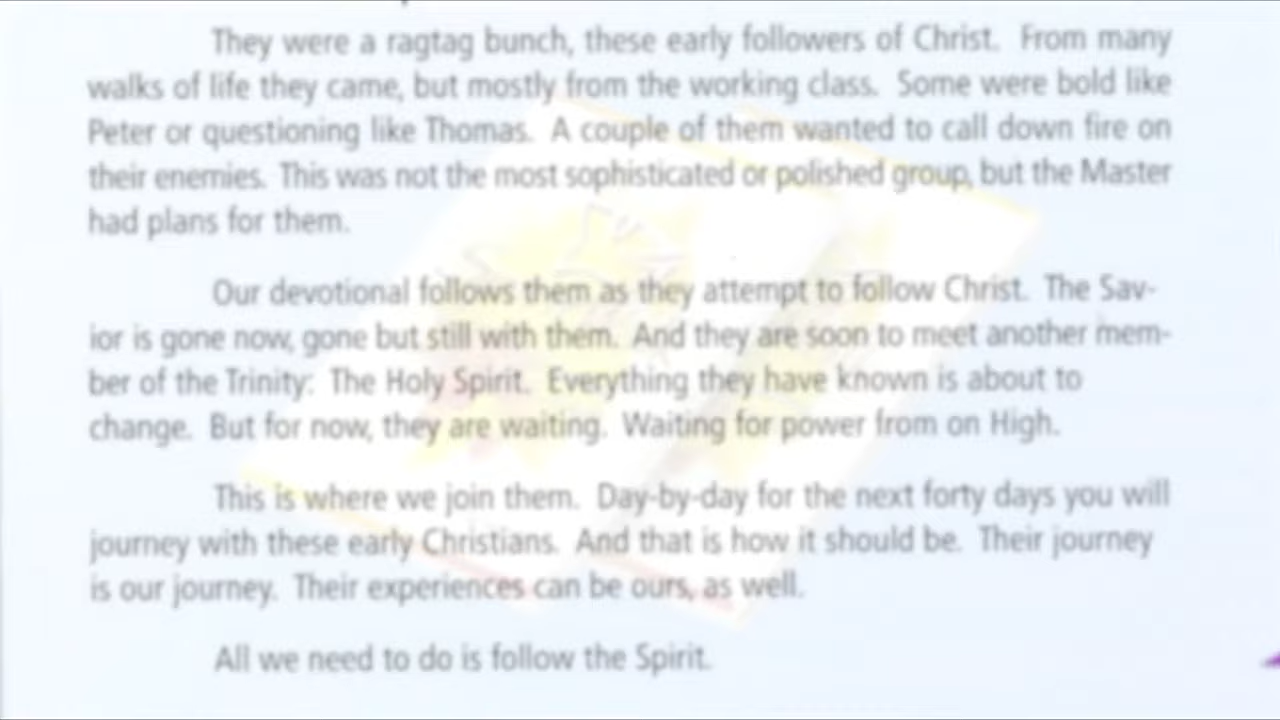 They were a ragtag bunch, these early followers of Christ. From many
walks of life they came, but mostly from the working class. Some were bold like
Peter or questioning like Thomas. A couple of them wanted to call down fire on
their enemies. This was not the most sophisticated or polished group, but the Master
had plans for them.
Our devotional follows them as they attempt to follow Christ. The Sav-
ior is gone now, gone but still with them. And they are soon to meet another mem-
ber of the Trinity: The Holy Spirit. Everything they have known is about to
change. But for now, they are waiting. Waiting for power from on High.
This is where we join them. Day-by-day for the next forty days you will
journey with these early Christians. And that is how it should be. Their journey
is our journey. Their experiences can be ours, as well.
All we need to do is follow the Spirit.